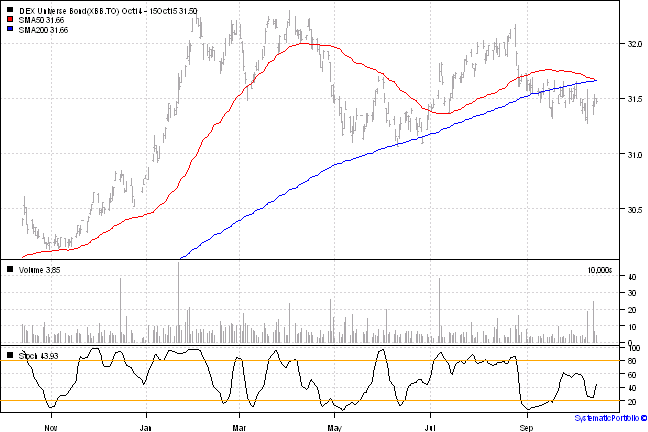 DEX Universe Bond(XBB.TO) Oct14 - 15Oct15 31.50
SMA50 31.66
SMA200 31.66
32.0
31.5
31.0
30.5
Volume 3.85
10,000s
40
30
20
10
0
Stoch 43.93
100
80
60
40
20
Nov
Jan
Mar
May
Jul
Sep
SystematicPortfolio ©